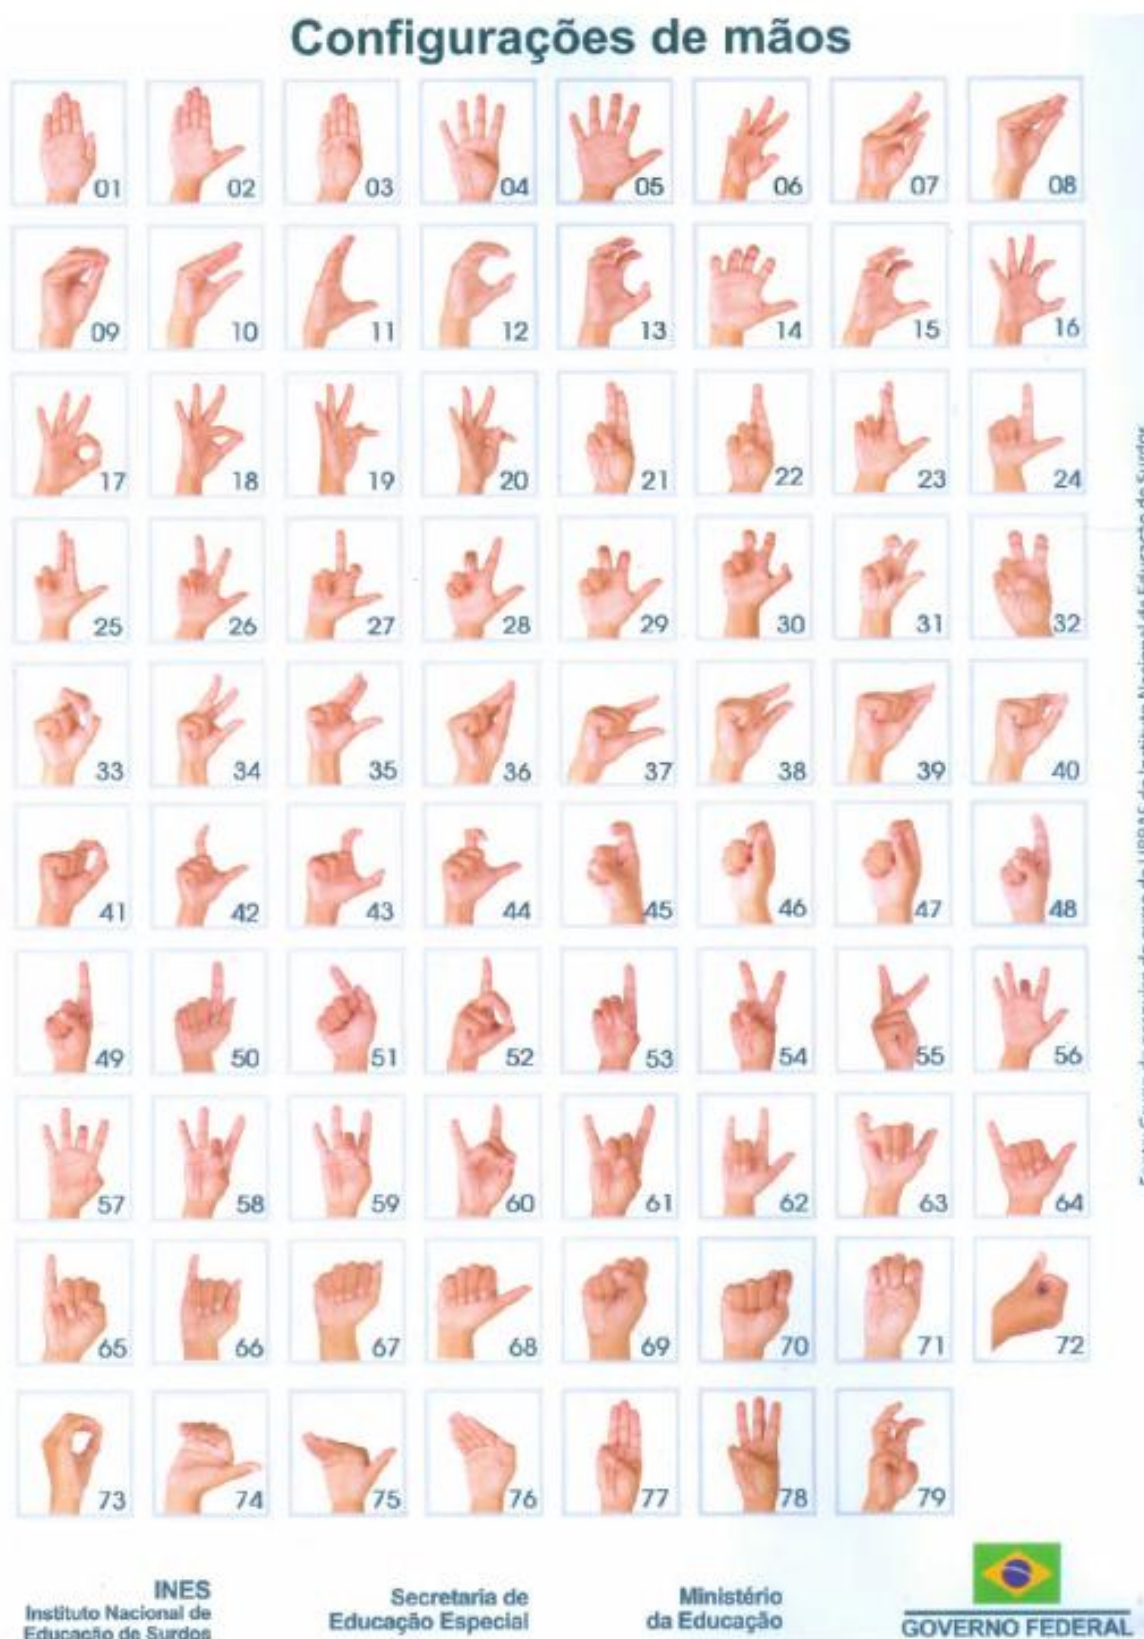 Configurações de mãos
01 02 03 04 05 06 07 08
09 10 11 12 13 14 15 16
17 18 19 20 21 22 23 24
25 26 27 28 29 30 31 32
33 34 35 36 37 38 39 40
41 42 43 44 45 46 47 48
49 50 51 52 53 54 55 56
57 58 59 60 61 62 63 64
65 66 67 68 69 70 71 72
73 74 75 76 77 78 79
INES
Instituto Nacional de
Educação de Surdos
Secretaria de
Educação Especial
Ministério
da Educação
GOVERNO FEDERAL